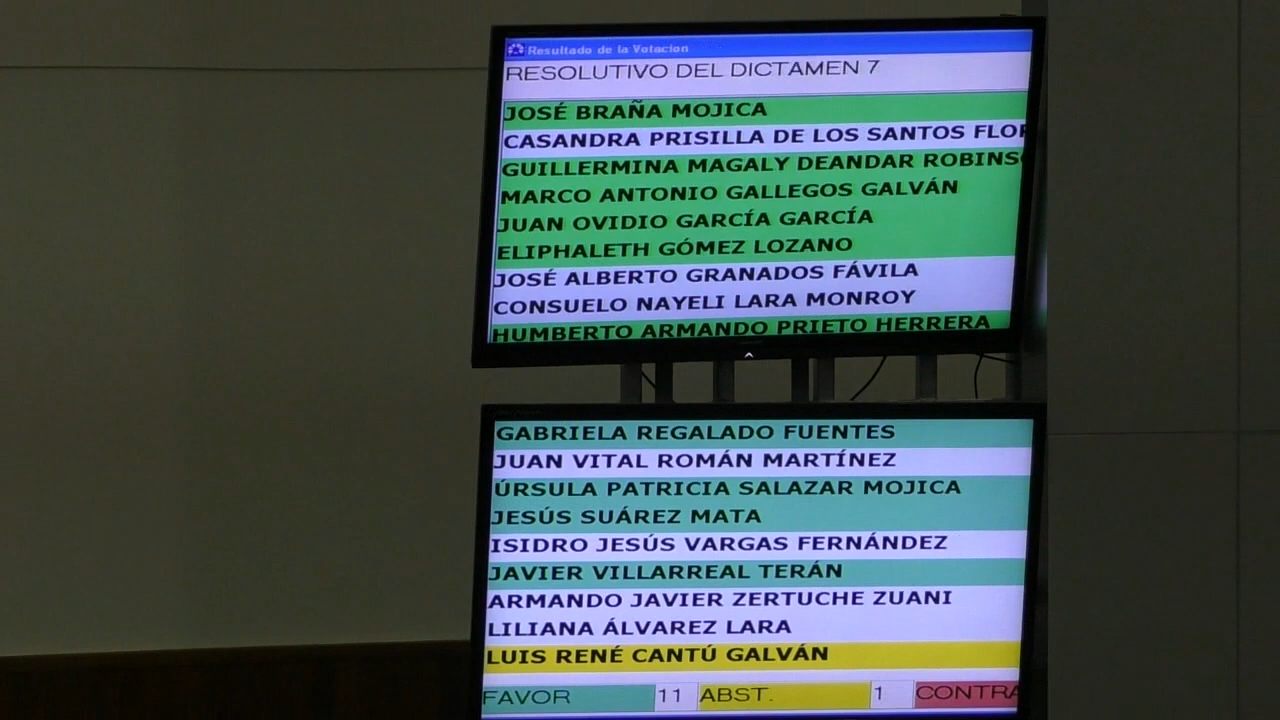 Resultado de la Votacion
RESOLUTIVO DEL DICTAMEN 7
JOSÉ BRAÑA MOJICA
CASANDRA PRISILLA DE LOS SANTOS FLOR
GUILLERMINA MAGALY DEANDAR ROBINSO
MARCO ANTONIO GALLEGOS GALVÁN
JUAN OVIDIO GARCÍA GARCÍA
ELIPHALETH GÓMEZ LOZANO
JOSÉ ALBERTO GRANADOS FÁVILA
CONSUELO NAYELI LARA MONROY
HUMBERTO ARMANDO PRIETO HERRERA
GABRIELA REGALADO FUENTES
JUAN VITAL ROMÁN MARTÍNEZ
ÚRSULA PATRICIA SALAZAR MOJICA
JESÚS SUÁREZ MATA
ISIDRO JESÚS VARGAS FERNÁNDEZ
JAVIER VILLARREAL TERÁN
ARMANDO JAVIER ZERTUCHE ZUANI
LILIANA ÁLVAREZ LARA
LUIS RENÉ CANTÚ GALVÁN
FAVOR 11 ABST. 1 CONTRA